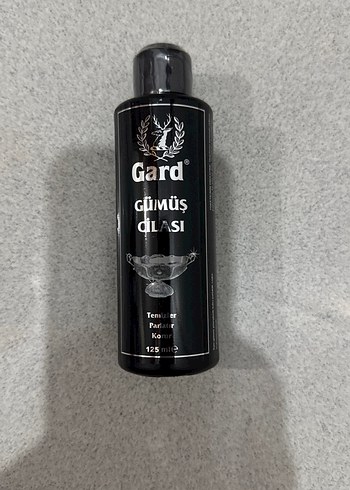 Gard®
GÜMÜŞ
CİLASI
Temizler
Parlatır
Korur
125 ml℮